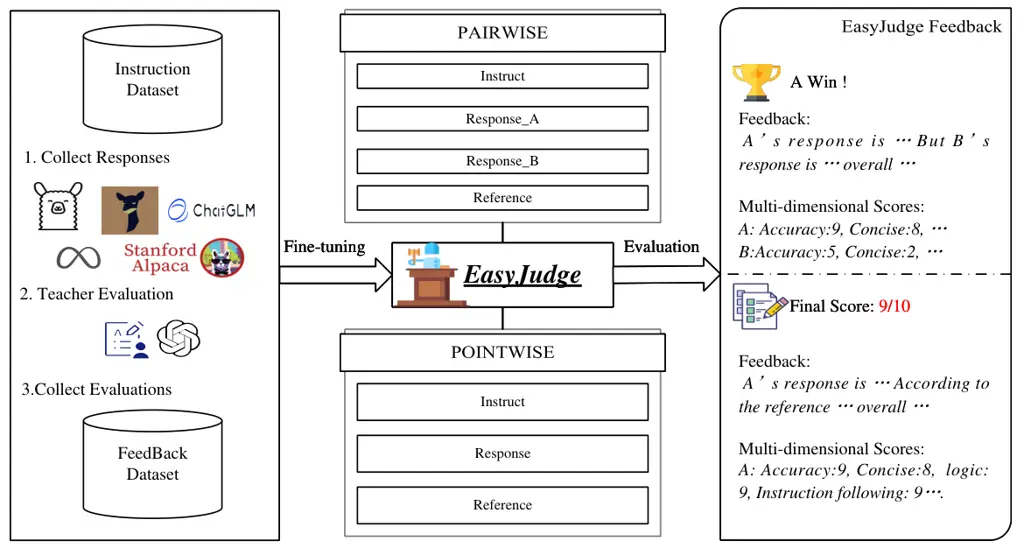 Instruction
Dataset
1. Collect Responses
ChatGLM
Stanford
Alpaca
2. Teacher Evaluation
3.Collect Evaluations
FeedBack
Dataset
Fine-tuning
PAIRWISE
Instruct
Response_A
Response_B
Reference
EasyJudge
POINTWISE
Instruct
Response
Reference
Evaluation
EasyJudge Feedback
A Win !
Feedback:
A’s response is … But B’s
response is … overall …
Multi-dimensional Scores:
A: Accuracy:9, Concise:8, …
B:Accuracy:5, Concise:2, …
Final Score: 9/10
Feedback:
A’s response is … According to
the reference … overall …
Multi-dimensional Scores:
A: Accuracy:9, Concise:8, logic:
9, Instruction following: 9….